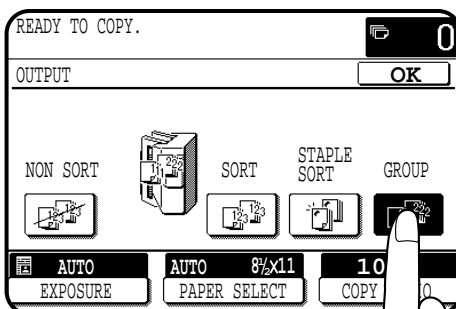 READY TO COPY.
0
OUTPUT
OK
NON SORT
SORT
STAPLE
SORT
GROUP
AUTO
AUTO 8½x11
10
EXPOSURE
PAPER SELECT
COPY